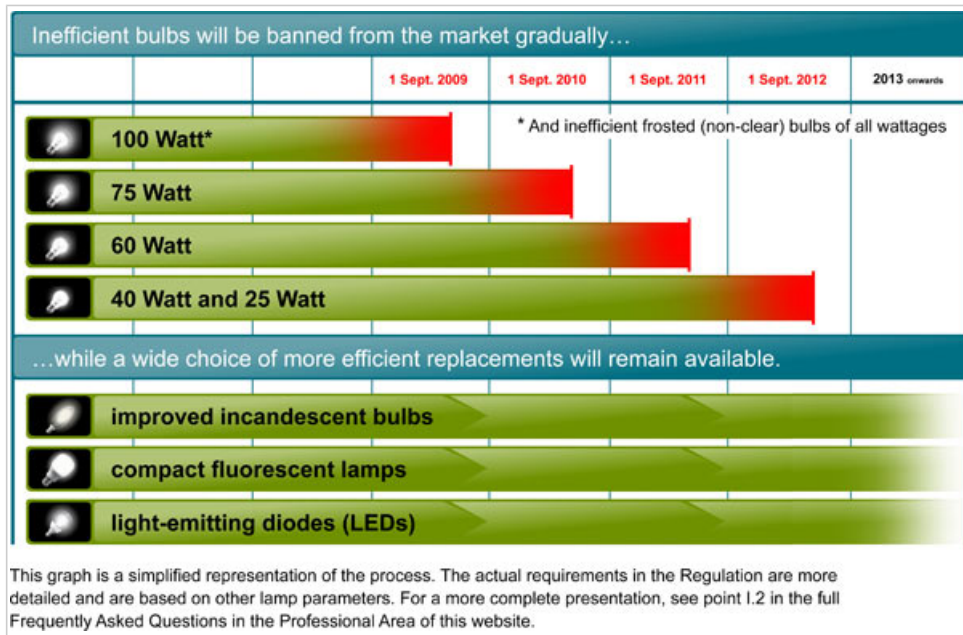 Inefficient bulbs will be banned from the market gradually…
1 Sept. 2009 1 Sept. 2010 1 Sept. 2011 1 Sept. 2012 2013 onwards
* And inefficient frosted (non-clear) bulbs of all wattages
100 Watt*
75 Watt
60 Watt
40 Watt and 25 Watt
…while a wide choice of more efficient replacements will remain available.
improved incandescent bulbs
compact fluorescent lamps
light-emitting diodes (LEDs)
This graph is a simplified representation of the process. The actual requirements in the Regulation are more
detailed and are based on other lamp parameters. For a more complete presentation, see point I.2 in the full
Frequently Asked Questions in the Professional Area of this website.